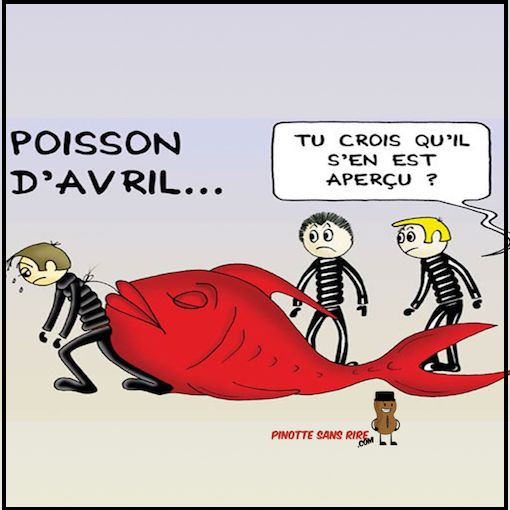 POISSON
D'AVRIL...
TU CROIS QU'IL
S'EN EST
APERÇU ?
PINOTTE SANS RIRE
.COM